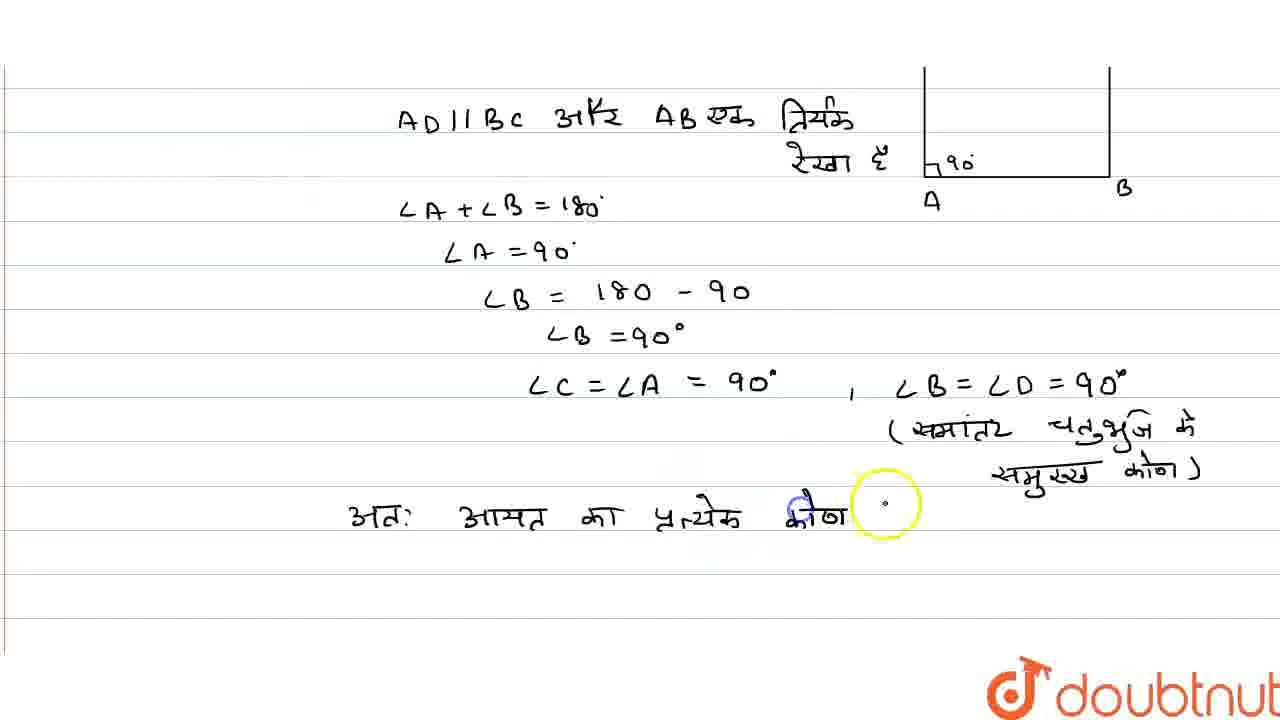 AD || BC और AB एक तिर्यक
रेखा है
90°
A
B
∠A + ∠B = 180°
∠A = 90°
∠B = 180 - 90
∠B = 90°
∠C = ∠A = 90° , ∠B = ∠D = 90°
(समांतर चतुर्भुज के
समुख्ख कोण)
अतः आयत का प्रत्येक कोण
doubtnut